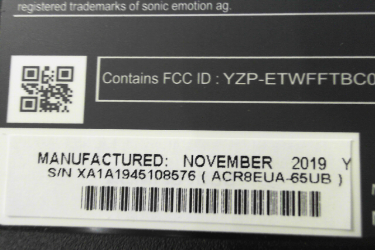 registered trademarks of sonic emotion ag.
Contains FCC ID : YZP-ETWFFTBC0
MANUFACTURED: NOVEMBER 2019 Y
S/N XA1A1945108576 ( ACR8EUA-65UB )